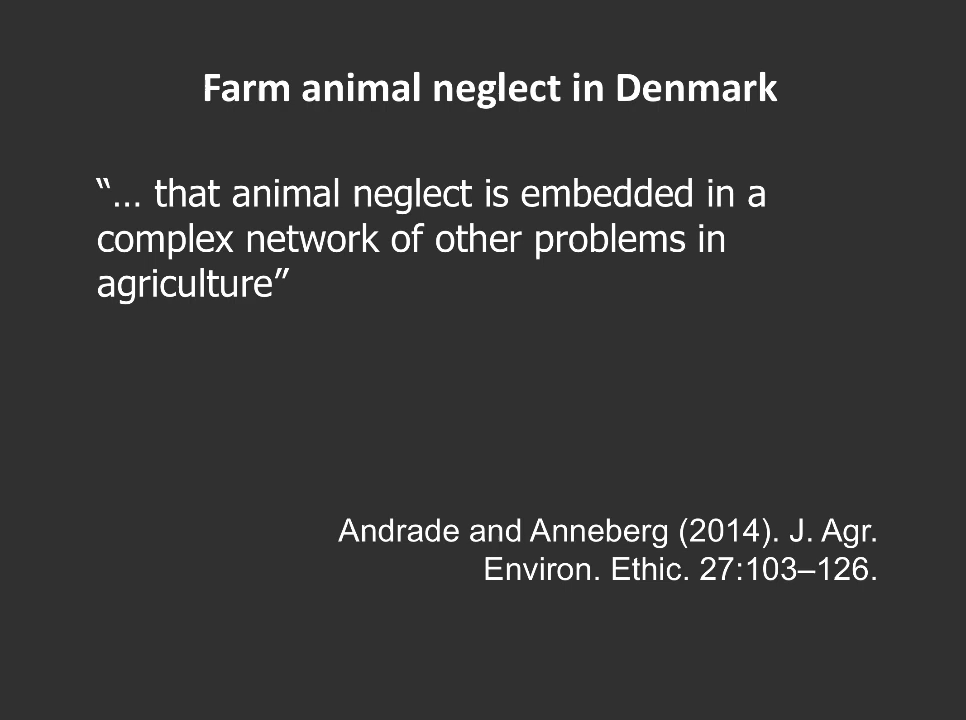 Farm animal neglect in Denmark
“… that animal neglect is embedded in a
complex network of other problems in
agriculture”
Andrade and Anneberg (2014). J. Agr.
Environ. Ethic. 27:103–126.